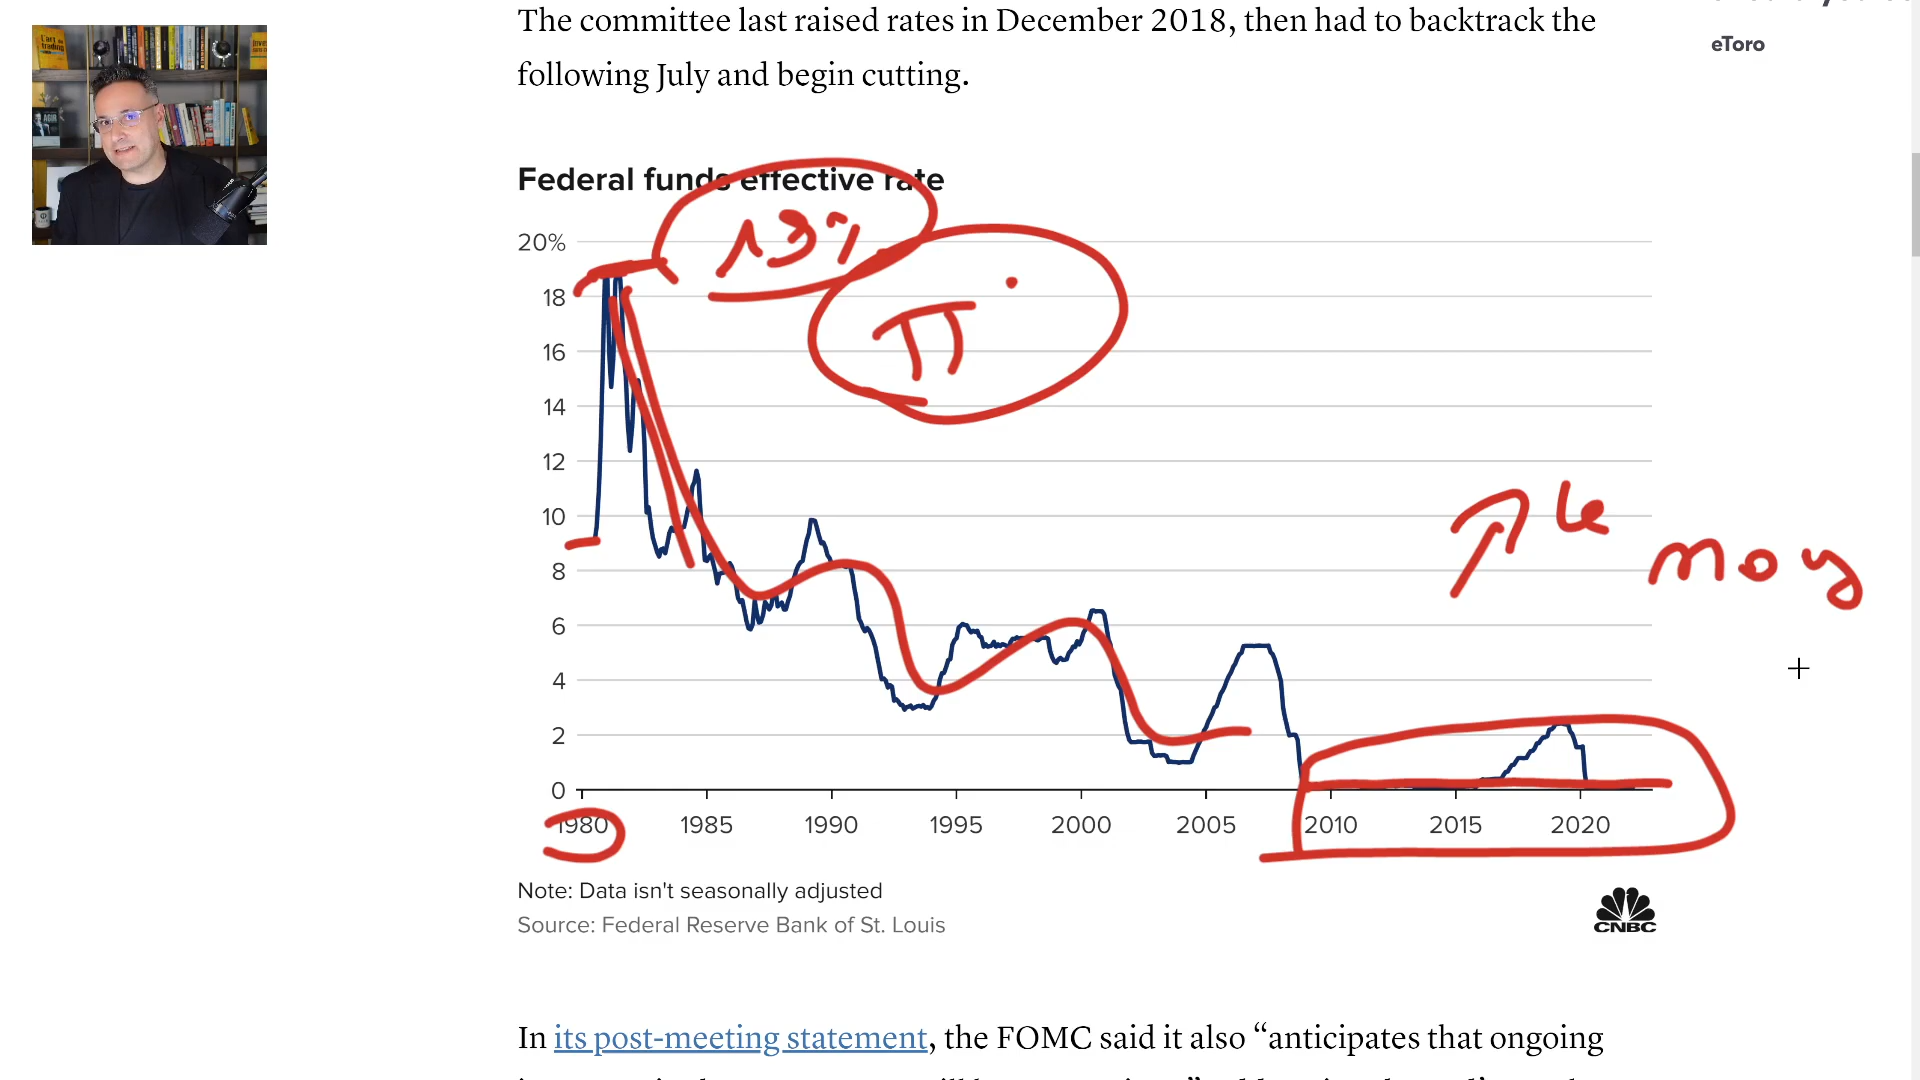 The committee last raised rates in December 2018, then had to backtrack the
eToro
following July and begin cutting.
Federal funds effective rate
19%
π
20%
18
16
14
12
10
8
6
4
2
0
1980 1985 1990 1995 2000 2005 2010 2015 2020
Note: Data isn't seasonally adjusted
Source: Federal Reserve Bank of St. Louis
CNBC
In its post-meeting statement, the FOMC said it also “anticipates that ongoing